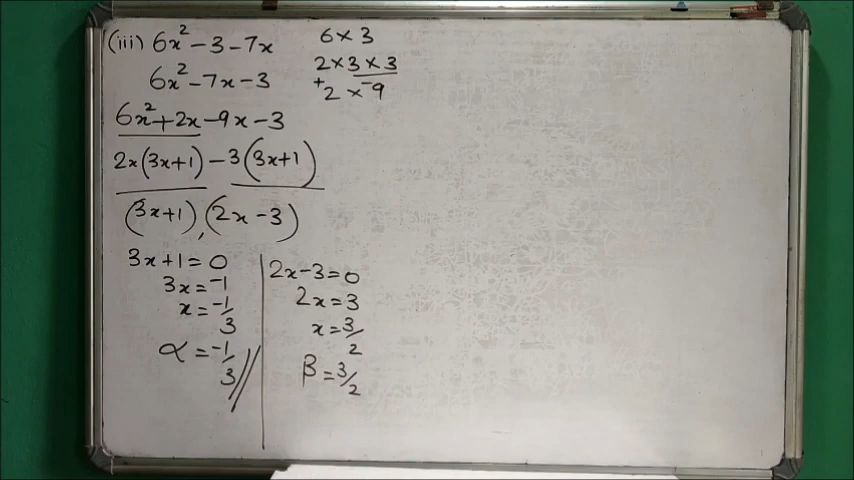 (iii) 6x² - 3 - 7x
6x² - 7x - 3
6x² + 2x - 9x - 3
2x(3x+1) - 3(3x+1)
(3x+1), (2x - 3)
6 × 3
2 × 3 × 3
+2 × -9
3x + 1 = 0
3x = -1
x = -1/3
α = -1/3 //
2x - 3 = 0
2x = 3
x = 3/2
β = 3/2